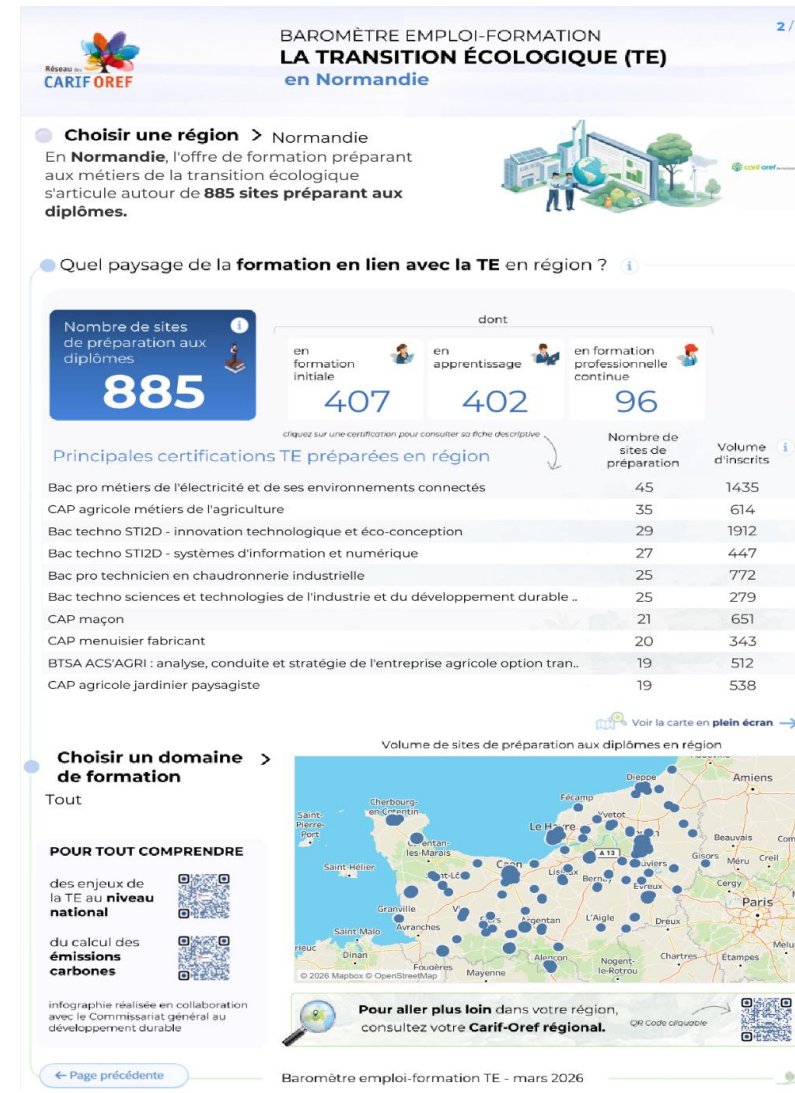 BAROMÈTRE EMPLOI-FORMATION
2/
LA TRANSITION ÉCOLOGIQUE (TE)
en Normandie
Réseau des
CARIF OREF
Choisir une région > Normandie
En Normandie, l'offre de formation préparant
aux métiers de la transition écologique
s'articule autour de 885 sites préparant aux
diplômes.
carif-oref
Quel paysage de la formation en lien avec la TE en région ?
dont
Nombre de sites
de préparation aux
diplômes
885
en
formation
initiale
407
en
apprentissage
402
en formation
professionnelle
continue
96
cliquez sur une certification pour consulter sa fiche descriptive
Principales certifications TE préparées en région
Nombre de
sites de
préparation
Volume
d'inscrits
Bac pro métiers de l'électricité et de ses environnements connectés 45 1435
CAP agricole métiers de l'agriculture 35 614
Bac techno STI2D - innovation technologique et éco-conception 29 1912
Bac techno STI2D - systèmes d'information et numérique 27 447
Bac pro technicien en chaudronnerie industrielle 25 772
Bac techno sciences et technologies de l'industrie et du développement durable .. 25 279
CAP maçon 21 651
CAP menuisier fabricant 20 343
BTSA ACS'AGRI : analyse, conduite et stratégie de l'entreprise agricole option tran.. 19 512
CAP agricole jardinier paysagiste 19 538
Voir la carte en plein écran
Volume de sites de préparation aux diplômes en région
Choisir un domaine >
de formation
Tout
POUR TOUT COMPRENDRE
des enjeux de
la TE au niveau
national
du calcul des
émissions
carbones
infographie réalisée en collaboration
avec le Commissariat général au
développement durable
Dieppe
Amiens
Cherbourg-
en-Cotentin
Fécamp
Yvetot
Saint-
Pierre-
Port
Le Havre
Beauvais
les-Marais
A 13
Saint-Hélier
Caen
Gisors
Méru
Creil
Cergy
Evreux
Paris
Granville
Argentan
L'Aigle
Dreux
Saint-Malo
Avranches
Dinan
Alençon
Nogent-
le-Rotrou
Chartres
Étampes
Fougères
Mayenne
© 2026 Mapbox © OpenStreetMap
Pour aller plus loin dans votre région,
consultez votre Carif-Oref régional.
QR Code cliquable
← Page précédente
Baromètre emploi-formation TE - mars 2026